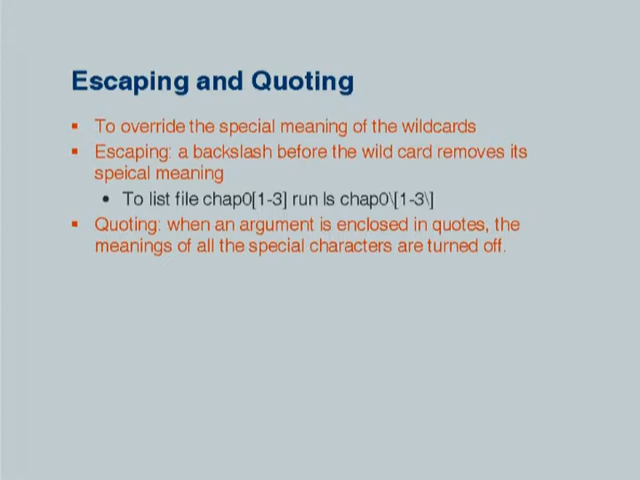 Escaping and Quoting
To override the special meaning of the wildcards
Escaping: a backslash before the wild card removes its
speical meaning
To list file chap0[1-3] run ls chap0\[1-3\]
Quoting: when an argument is enclosed in quotes, the
meanings of all the special characters are turned off.